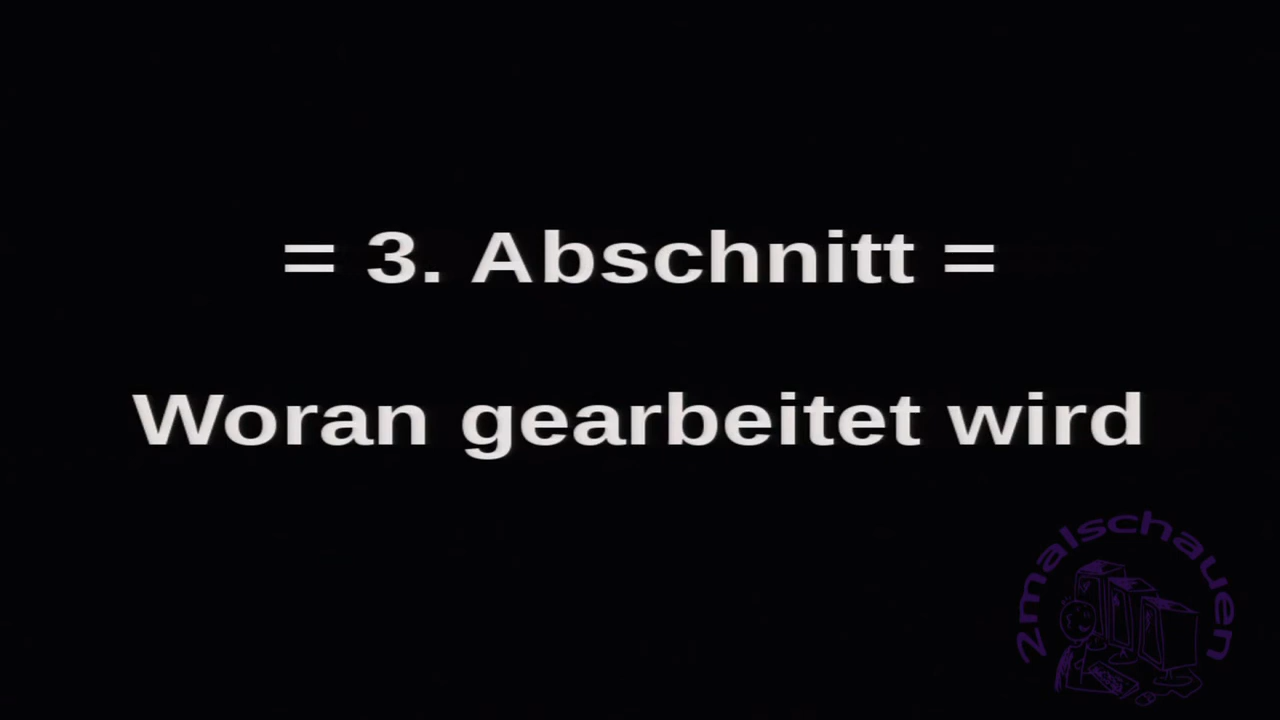 = 3. Abschnitt =
Woran gearbeitet wird
2malschauen